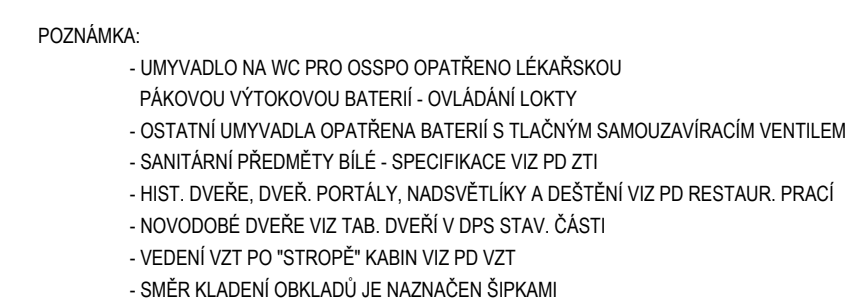 POZNÁMKA:
- UMYVADLO NA WC PRO OSSPO OPATŘENO LÉKAŘSKOU
PÁKOVOU VÝTOKOVOU BATERIÍ - OVLÁDÁNÍ LOKTY
- OSTATNÍ UMYVADLA OPATŘENA BATERIÍ S TLAČNÝM SAMOUZAVÍRACÍM VENTILEM
- SANITÁRNÍ PŘEDMĚTY BÍLÉ - SPECIFIKACE VIZ PD ZTI
- HIST. DVEŘE, DVEŘ. PORTÁLY, NADSVĚTLÍKY A DEŠTĚNÍ VIZ PD RESTAUR. PRACÍ
- NOVODOBÉ DVEŘE VIZ TAB. DVEŘÍ V DPS STAV. ČÁSTI
- VEDENÍ VZT PO "STROPĚ" KABIN VIZ PD VZT
- SMĚR KLADENÍ OBKLADŮ JE NAZNAČEN ŠIPKAMI